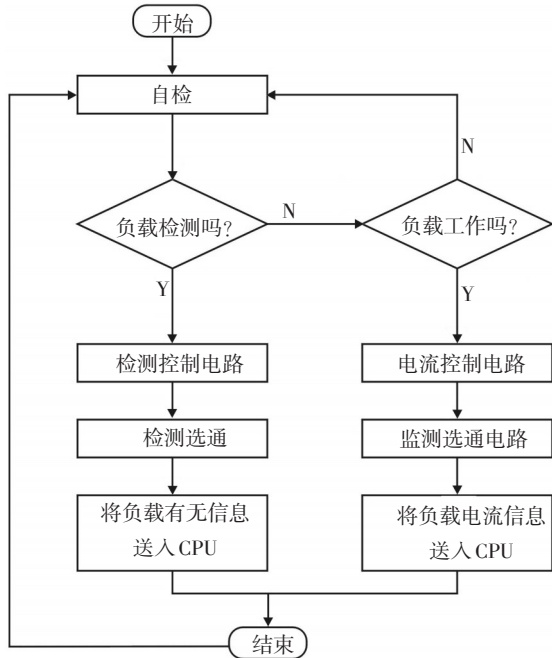 开始
自检
N
负载检测吗?
N
负载工作吗?
Y
Y
检测控制电路
电流控制电路
检测选通
监测选通电路
将负载有无信息
送入CPU
将负载电流信息
送入CPU
结束